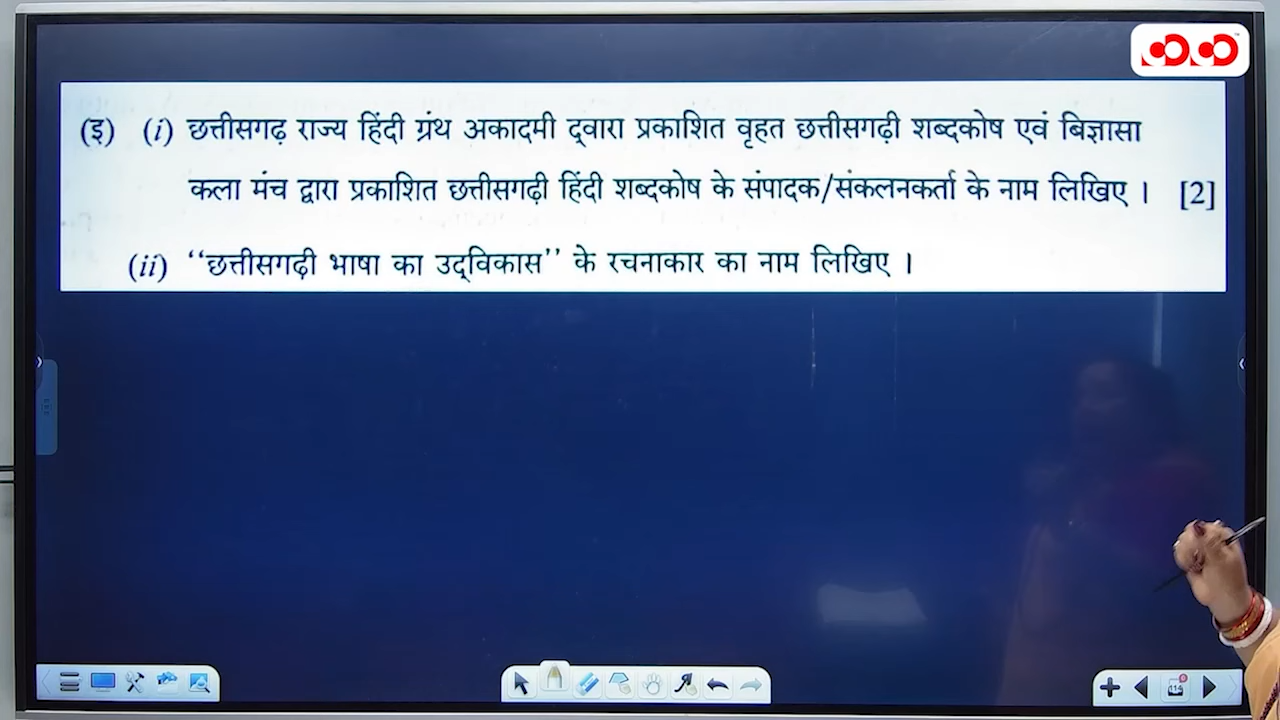 (इ) (i) छत्तीसगढ़ राज्य हिंदी ग्रंथ अकादमी द्‌वारा प्रकाशित वृहत छत्तीसगढ़ी शब्दकोष एवं बिज्ञासा
कला मंच द्वारा प्रकाशित छत्तीसगढ़ी हिंदी शब्दकोष के संपादक/संकलनकर्ता के नाम लिखिए । [2]
(ii) ‘‘छत्तीसगढ़ी भाषा का उद्‌विकास’’ के रचनाकार का नाम लिखिए ।